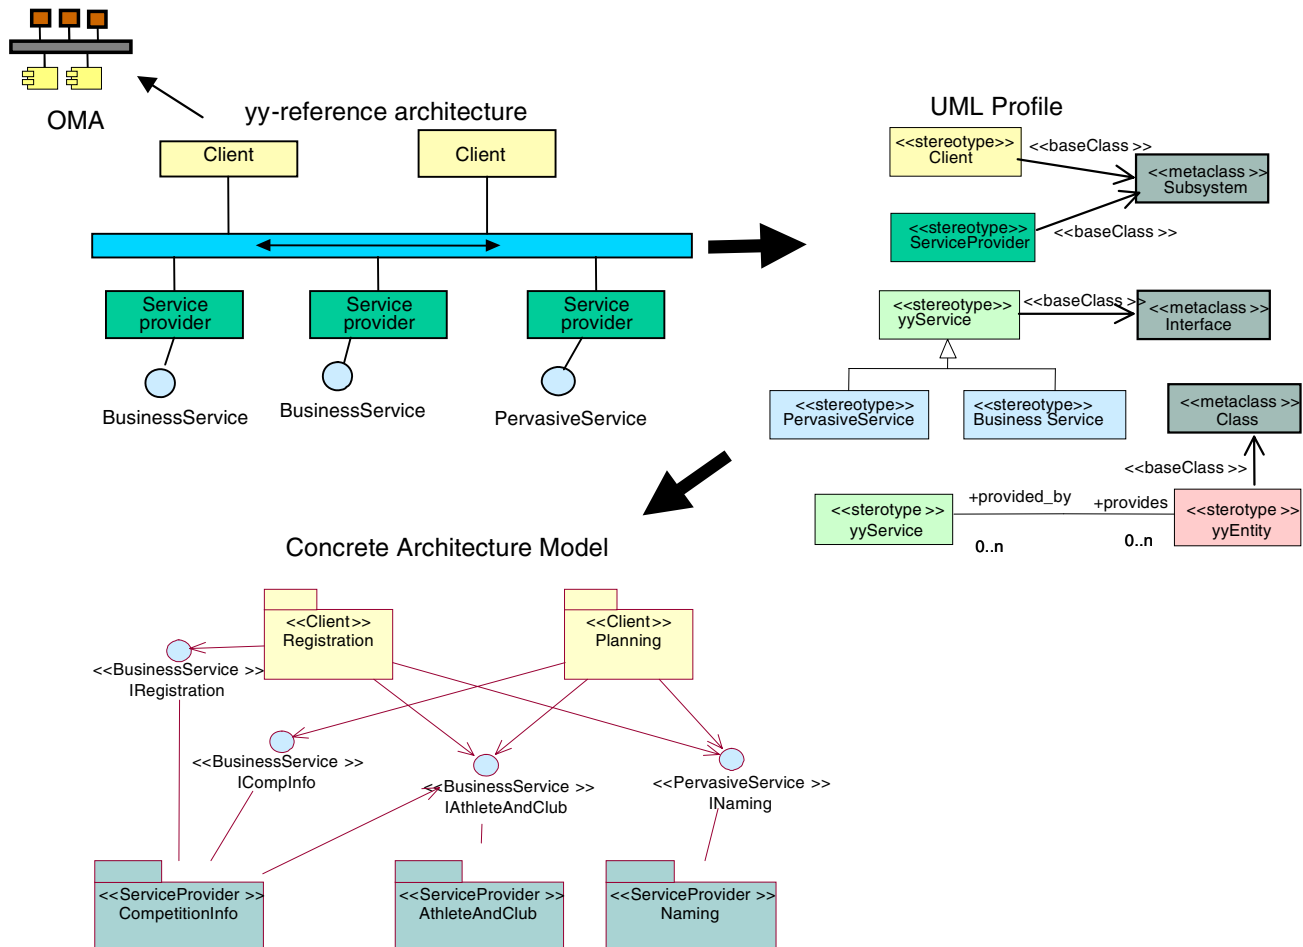 OMA
yy-reference architecture
Client
Client
Service
provider
Service
provider
Service
provider
BusinessService
BusinessService
PervasiveService
UML Profile
<<stereotype>>
Client
<<baseClass >>
<<metaclass >>
Subsystem
<<stereotype>>
ServiceProvider
<<baseClass >>
<<stereotype>>
yyService
<<baseClass >>
<<metaclass >>
Interface
<<stereotype>>
PervasiveService
<<stereotype>>
Business Service
<<metaclass >>
Class
<<baseClass >>
<<sterotype >>
yyService
+provided_by
0..n
+provides
0..n
<<sterotype >>
yyEntity
Concrete Architecture Model
<<Client>>
Registration
<<Client>>
Planning
<<BusinessService >>
IRegistration
<<BusinessService >>
ICompInfo
<<BusinessService >>
IAthleteAndClub
<<PervasiveService >>
INaming
<<ServiceProvider >>
CompetitionInfo
<<ServiceProvider >>
AthleteAndClub
<<ServiceProvider >>
Naming